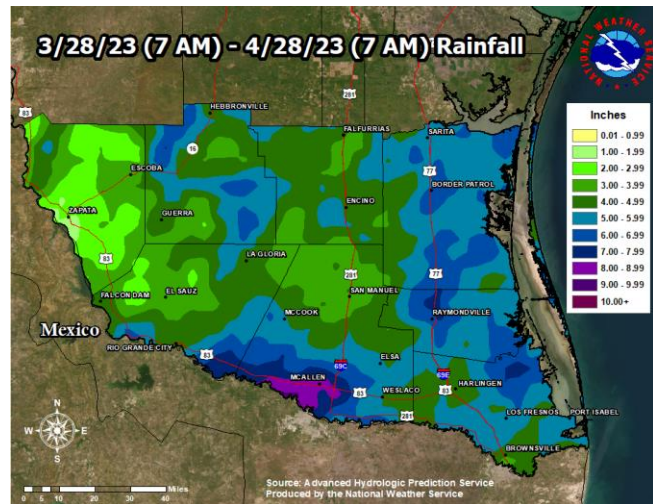 3/28/23 (7 AM) - 4/28/23 (7 AM) Rainfall
NATIONAL WEATHER SERVICE
83
281
HEBBRONVILLE
FALFURRIAS
SARITA
16
77
ESCOBA
BORDER PATROL
ZAPATA
GUERRA
ENCINO
83
LA GLORIA
281
77
FALCON DAM
EL SAUZ
SAN MANUEL
MCCOOK
RAYMONDVILLE
Mexico
RIO GRANDE CITY
83
ELSA
69C
69E
MCALLEN
83
WESLACO
83
HARLINGEN
281
LOS FRESNOS
PORT ISABEL
BROWNSVILLE
Inches
0.01 - 0.99
1.00 - 1.99
2.00 - 2.99
3.00 - 3.99
4.00 - 4.99
5.00 - 5.99
6.00 - 6.99
7.00 - 7.99
8.00 - 8.99
9.00 - 9.99
10.00+
N
W E
S
0 5 10 20 30 40
Miles
Source: Advanced Hydrologic Prediction Service
Produced by the National Weather Service